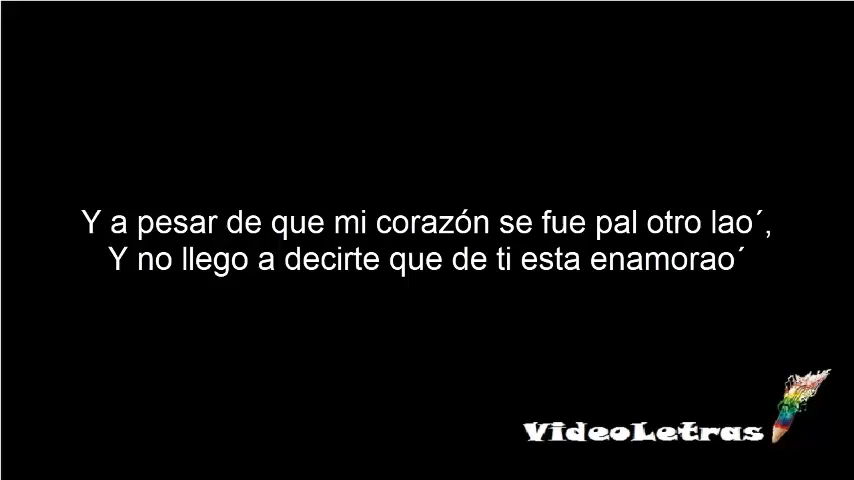 Y a pesar de que mi corazón se fue pal otro lao´,
Y no llego a decirte que de ti esta enamorao´
VideoLetras